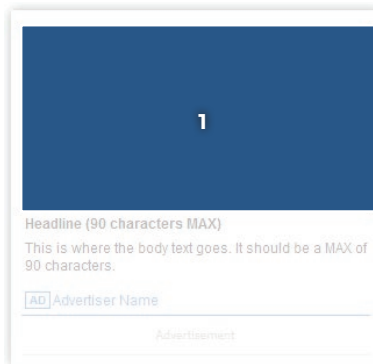 1
Headline (90 characters MAX)
This is where the body text goes. It should be a MAX of
90 characters.
AD Advertiser Name
Advertisement